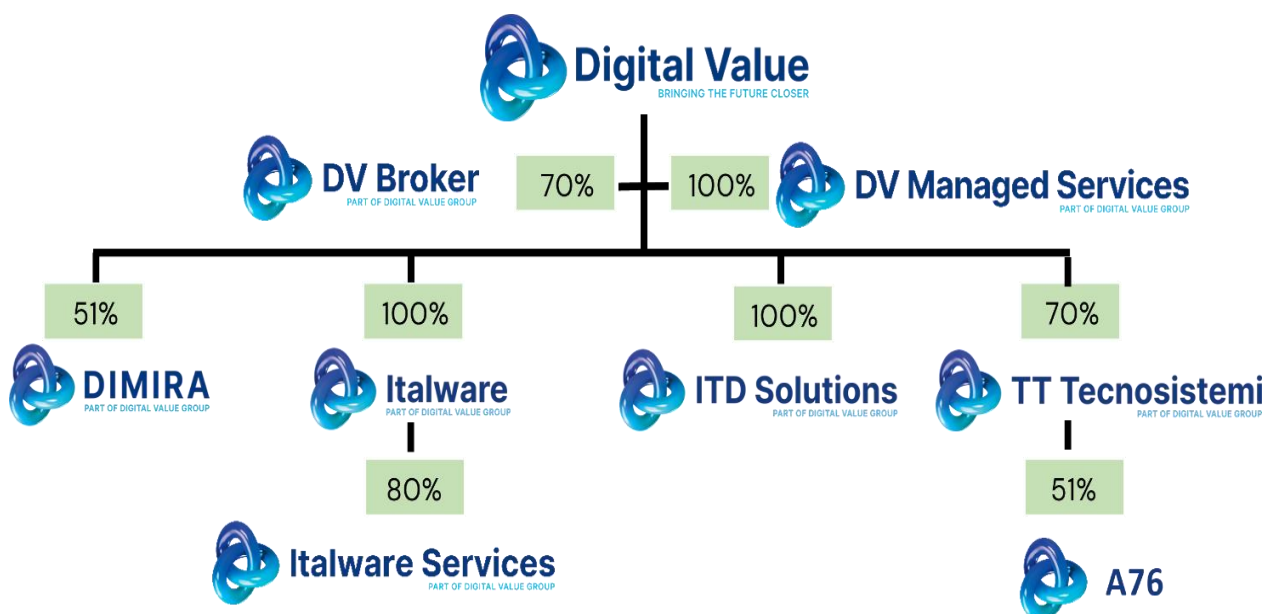 Digital Value
BRINGING THE FUTURE CLOSER
DV Broker
PART OF DIGITAL VALUE GROUP
70%
100%
DV Managed Services
PART OF DIGITAL VALUE GROUP
51%
100%
100%
70%
DIMIRA
PART OF DIGITAL VALUE GROUP
Italware
PART OF DIGITAL VALUE GROUP
ITD Solutions
PART OF DIGITAL VALUE GROUP
TT Tecnosistemi
PART OF DIGITAL VALUE GROUP
80%
51%
Italware Services
PART OF DIGITAL VALUE GROUP
A76